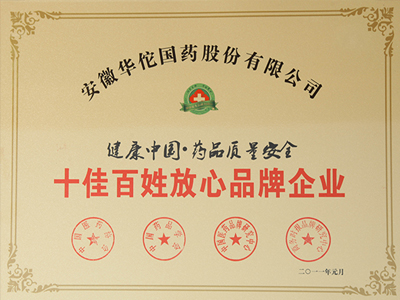 安徽华佗国药股份有限公司
健康中国·药品质量安全
十佳百姓放心品牌企业
二〇一一年元月